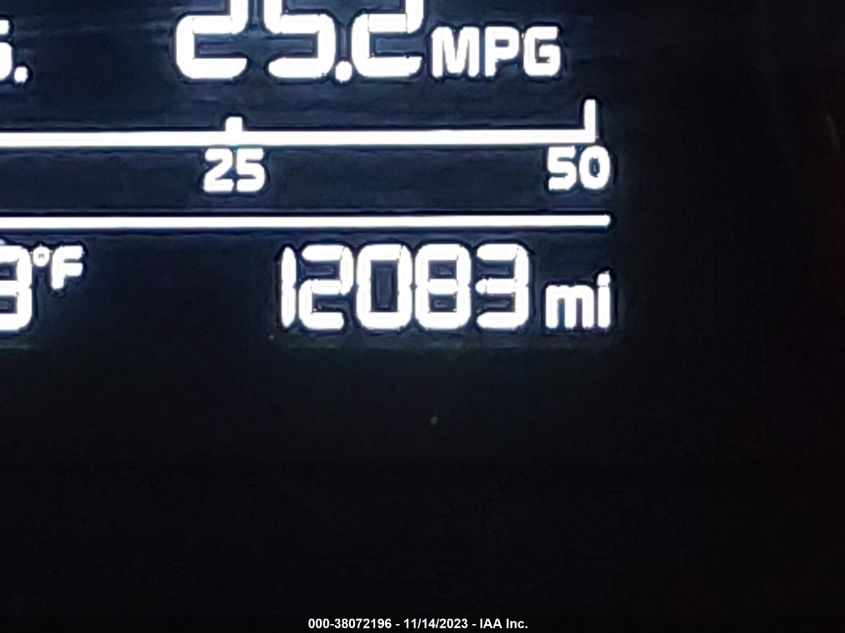 25.2 MPG
25 50
°F 12083 mi
000-38072196 - 11/14/2023 - IAA Inc.